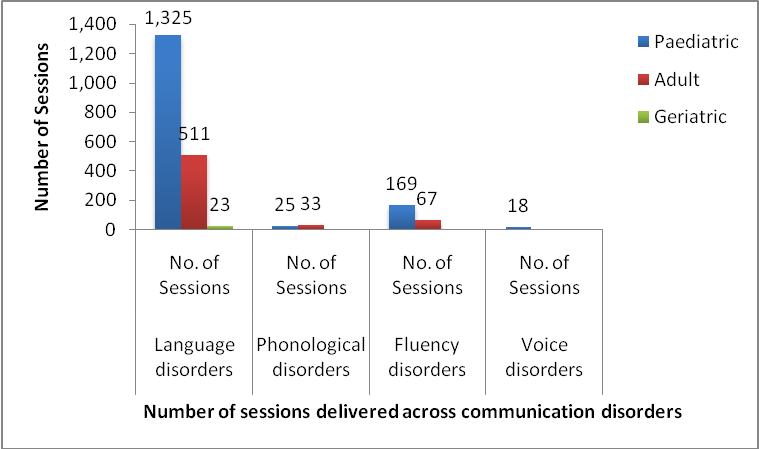 1,325
1,400
1,200
1,000
800
600
400
200
0
Number of Sessions
511
23
25 33
169
67
18
Paediatric
Adult
Geriatric
No. of Sessions
No. of Sessions
No. of Sessions
No. of Sessions
Language disorders
Phonological disorders
Fluency disorders
Voice disorders
Number of sessions delivered across communication disorders